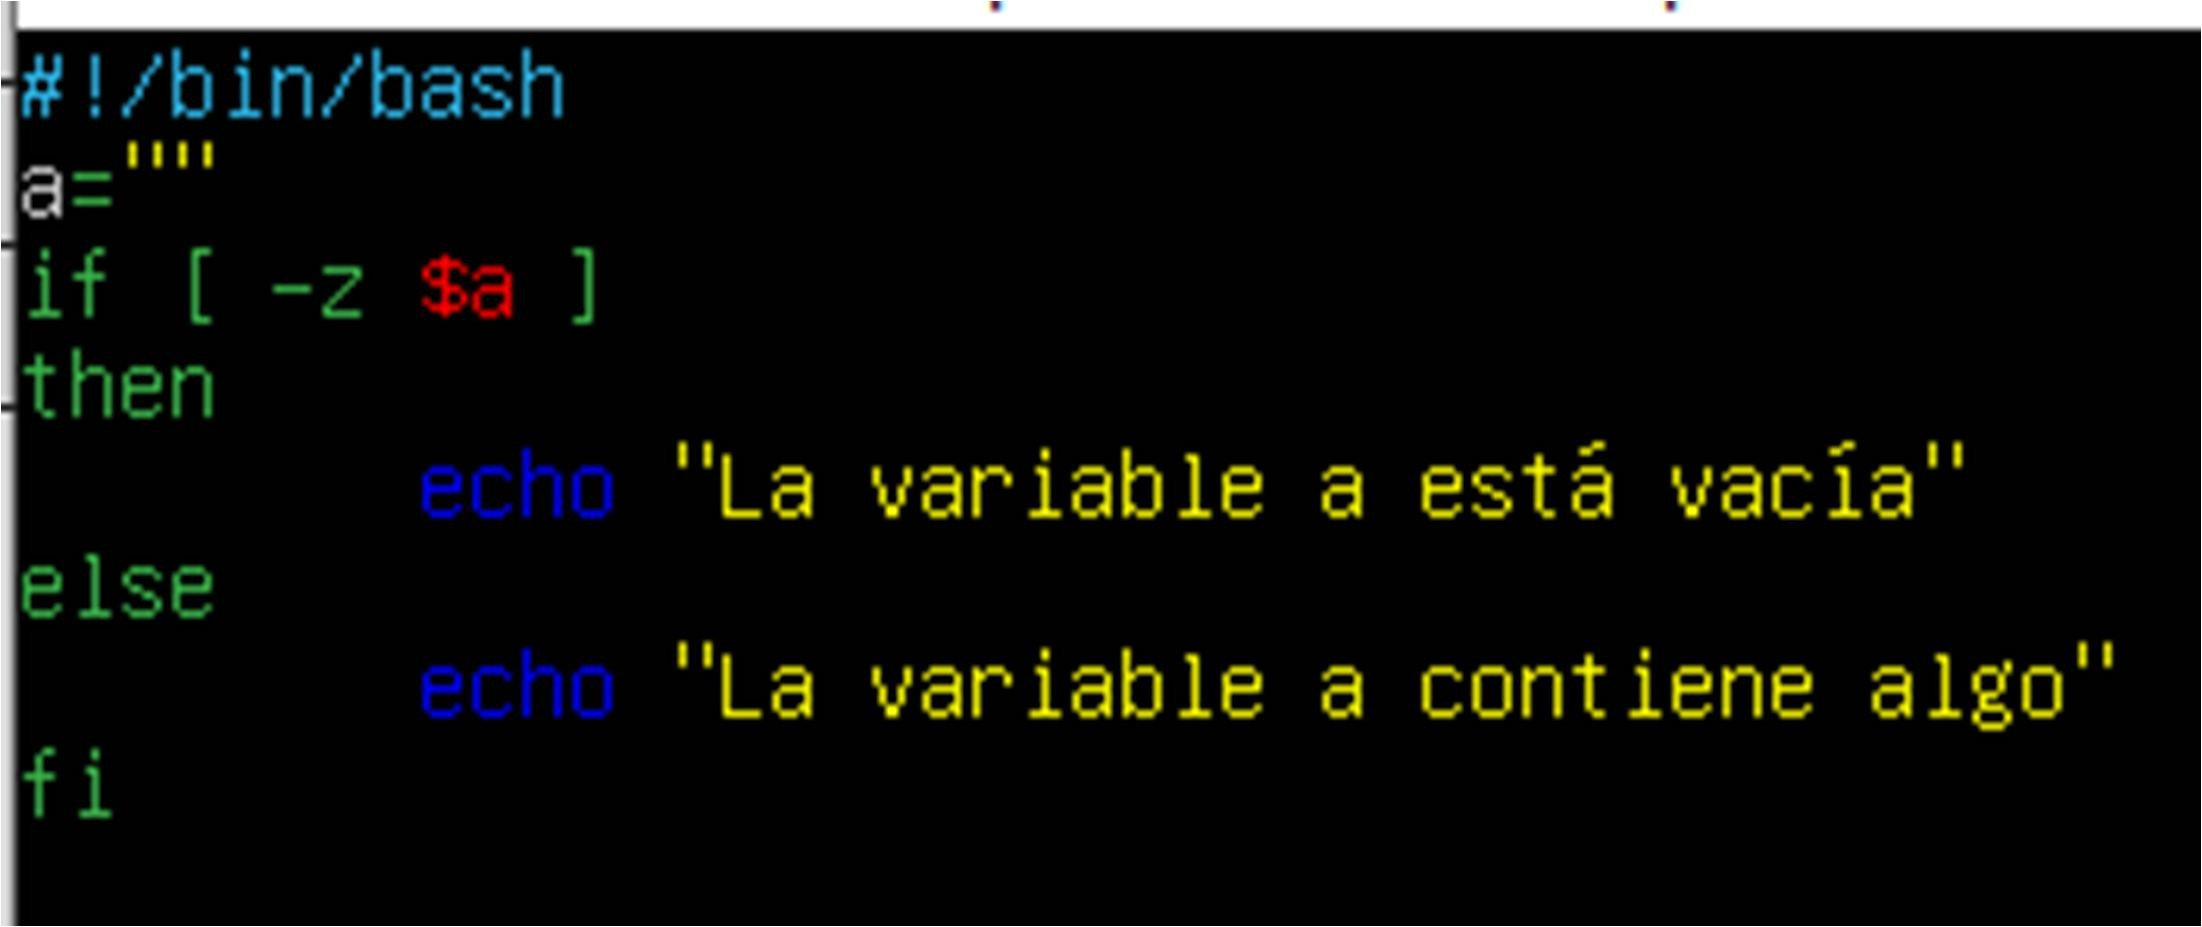 #!/bin/bash
a=""
if [ -z $a ]
then
        echo "La variable a está vacía"
else
        echo "La variable a contiene algo"
fi